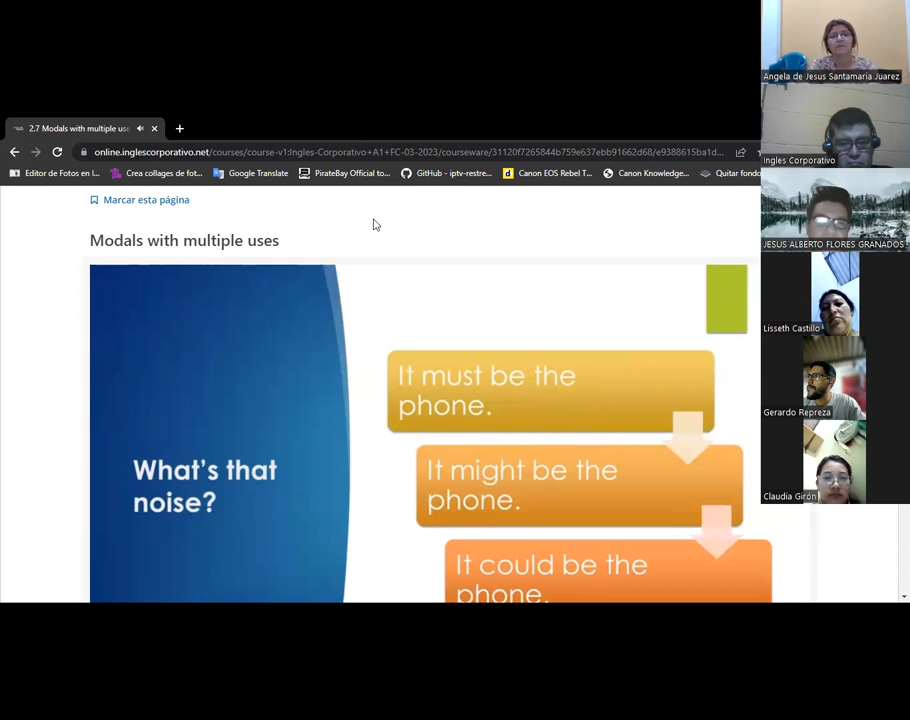 2.7 Modals with multiple use
online.inglescorporativo.net/courses/course-v1:Ingles-Corporativo+A1+FC-03-2023/courseware/31120f7265844b759e637ebb91662d68/e9388615ba1d...
Editor de Fotos en l...
Crea collages de fot...
Google Translate
PirateBay Official to...
GitHub - iptv-restre...
Canon EOS Rebel T...
Canon Knowledge...
Quitar fondo
Marcar esta página
Modals with multiple uses
What's that
noise?
It must be the
phone.
It might be the
phone.
It could be the
phone.
Angela de Jesus Santamaria Juarez
Ingles Corporativo
JESUS ALBERTO FLORES GRANADOS
Lisseth Castillo
Gerardo Repreza
Claudia Girón